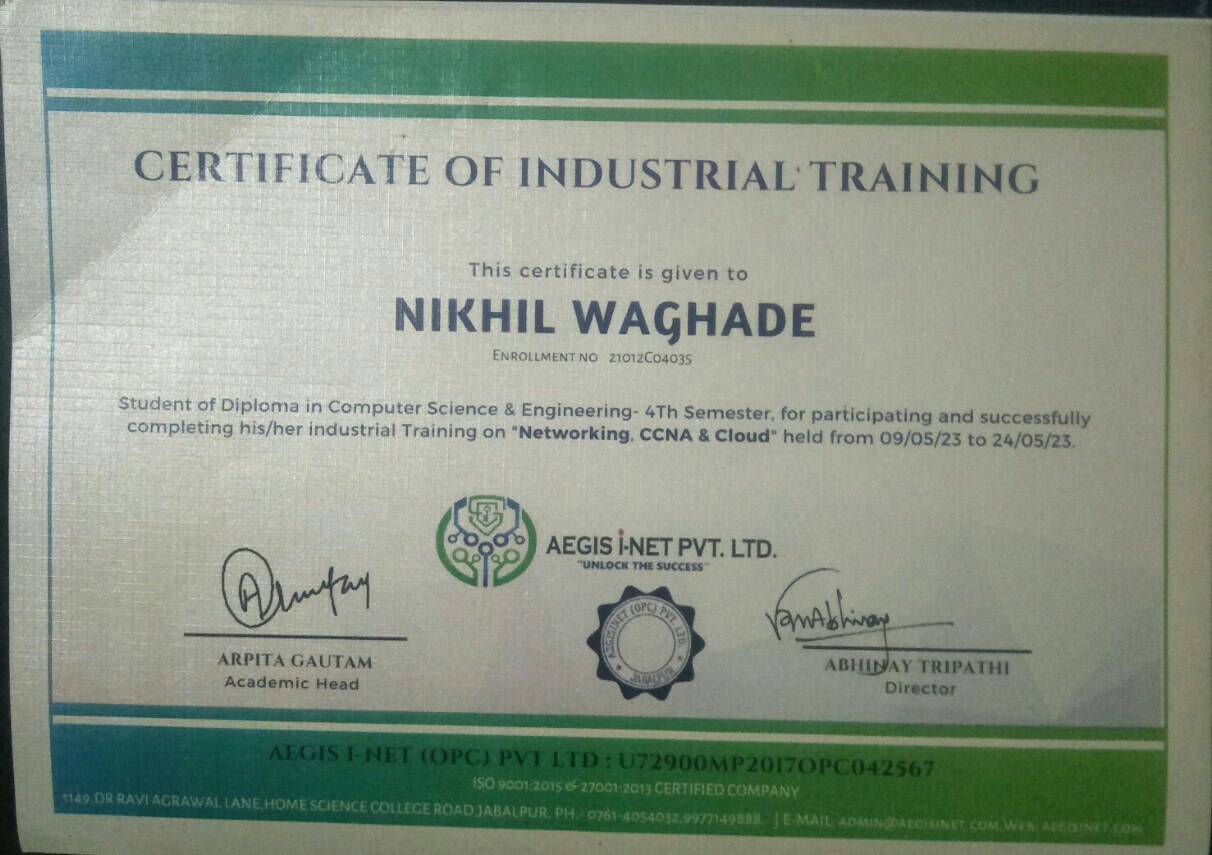 CERTIFICATE OF INDUSTRIAL TRAINING
This certificate is given to
NIKHIL WAGHADE
ENROLLMENT NO 21012C04035
Student of Diploma in Computer Science & Engineering- 4Th Semester, for participating and successfully
completing his/her industrial Training on "Networking, CCNA & Cloud" held from 09/05/23 to 24/05/23.
AEGIS i-NET PVT. LTD.
"UNLOCK THE SUCCESS"
AEGISINET (OPC) PVT. LTD
JABALPUR
ARPITA GAUTAM
Academic Head
ABHINAY TRIPATHI
Director
AEGIS I-NET (OPC) PVT LTD : U72900MP2017OPC042567
ISO 9001:2015 & 27001:2013 CERTIFIED COMPANY
1149,DR RAVI AGRAWAL LANE,HOME SCIENCE COLLEGE ROAD JABALPUR, PH.- 0761-4054032,9977149888. | E-MAIL: ADMIN@AEGISINET.COM, WEB: AEGISINET.COM